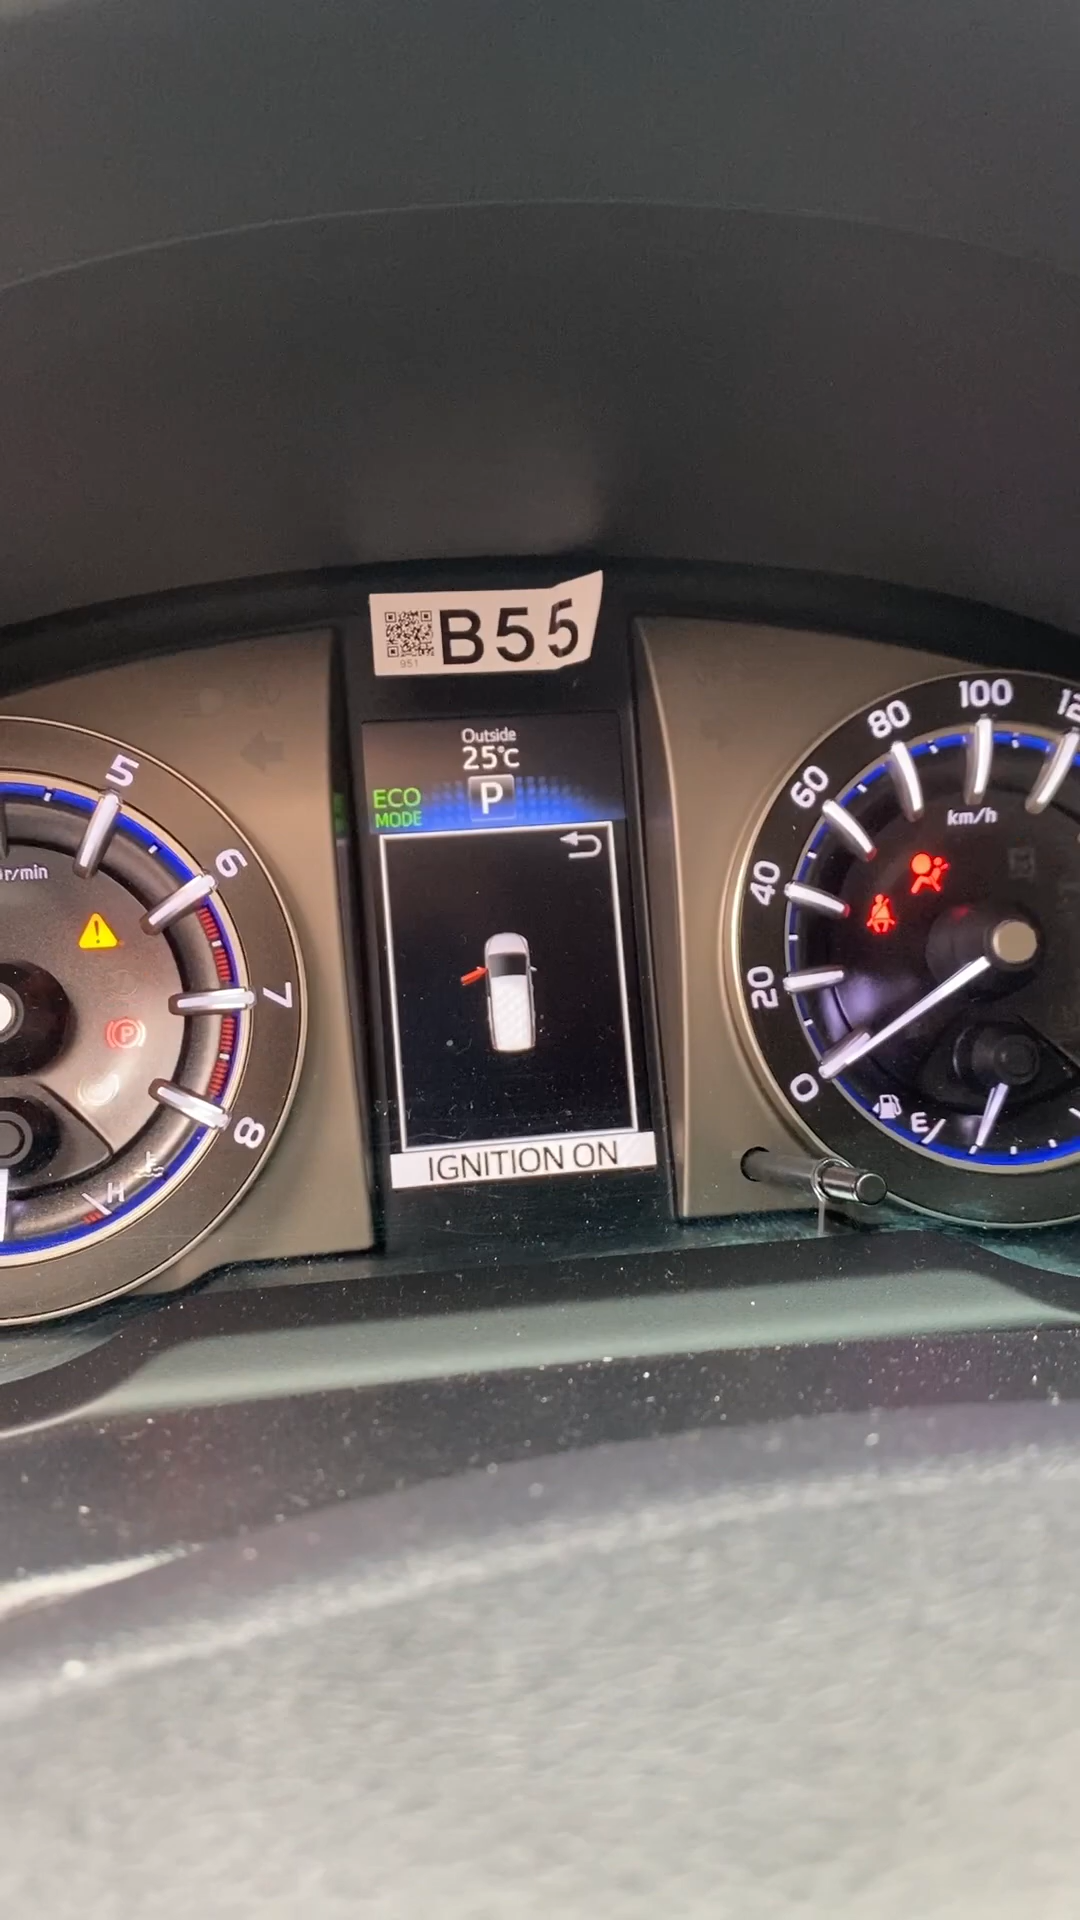 B55
951
Outside
25°C
ECO
MODE
P
IGNITION ON
5
6
7
8
r/min
H
0
20
40
60
80
100
km/h
E
P